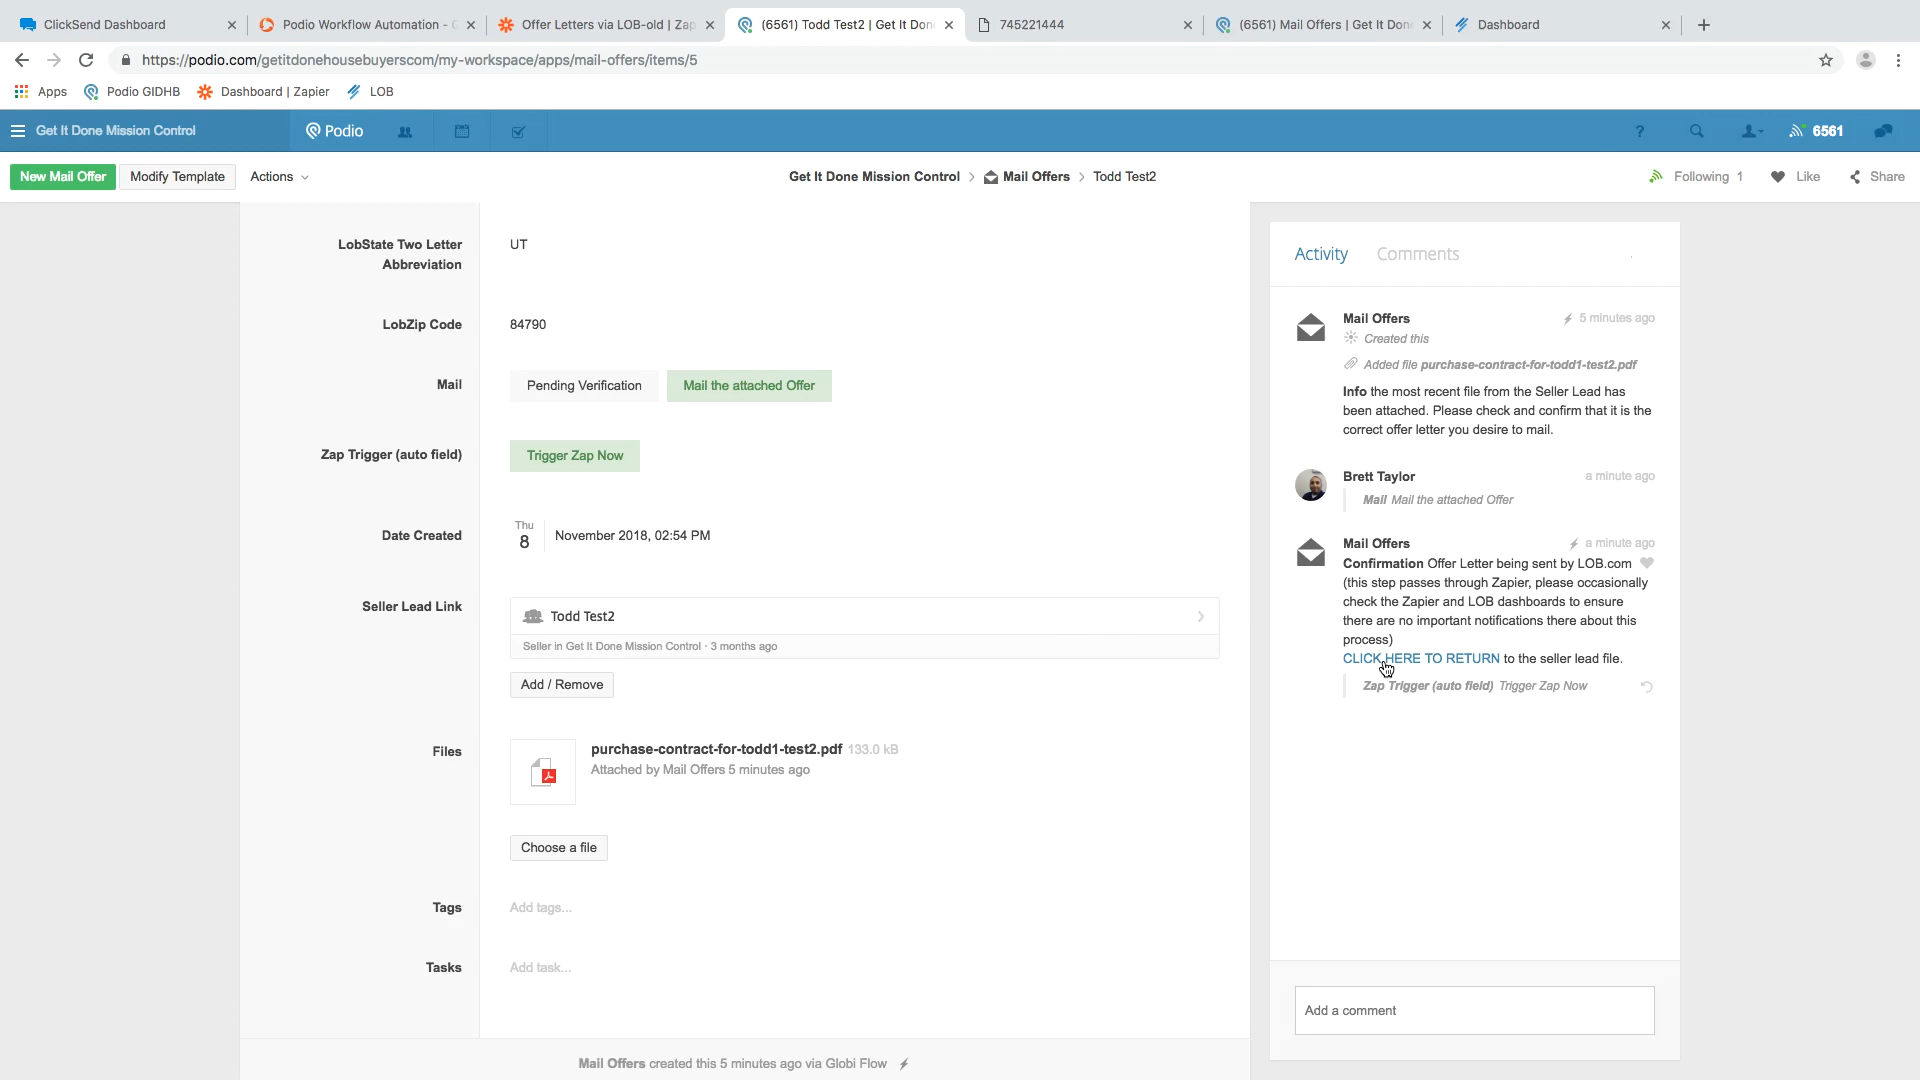 ClickSend Dashboard
Podio Workflow Automation - G
Offer Letters via LOB-old | Zap
(6561) Todd Test2 | Get It Done
745221444
(6561) Mail Offers | Get It Done
Dashboard
https://podio.com/getitdonehousebuyerscom/my-workspace/apps/mail-offers/items/5
Apps
Podio GIDHB
Dashboard | Zapier
LOB
Get It Done Mission Control
Podio
?
6561
New Mail Offer
Modify Template
Actions
Get It Done Mission Control > Mail Offers > Todd Test2
Following 1
Like
Share
LobState Two Letter
Abbreviation
UT
LobZip Code
84790
Mail
Pending Verification
Mail the attached Offer
Zap Trigger (auto field)
Trigger Zap Now
Date Created
Thu
8
November 2018, 02:54 PM
Seller Lead Link
Todd Test2
Seller in Get It Done Mission Control · 3 months ago
Add / Remove
Files
purchase-contract-for-todd1-test2.pdf 133.0 kB
Attached by Mail Offers 5 minutes ago
Choose a file
Tags
Add tags...
Tasks
Add task...
Mail Offers created this 5 minutes ago via Globi Flow
Activity
Comments
Mail Offers
5 minutes ago
Created this
Added file purchase-contract-for-todd1-test2.pdf
Info the most recent file from the Seller Lead has
been attached. Please check and confirm that it is the
correct offer letter you desire to mail.
Brett Taylor
a minute ago
Mail Mail the attached Offer
Mail Offers
a minute ago
Confirmation Offer Letter being sent by LOB.com
(this step passes through Zapier, please occasionally
check the Zapier and LOB dashboards to ensure
there are no important notifications there about this
process)
CLICK HERE TO RETURN to the seller lead file.
Zap Trigger (auto field) Trigger Zap Now
Add a comment